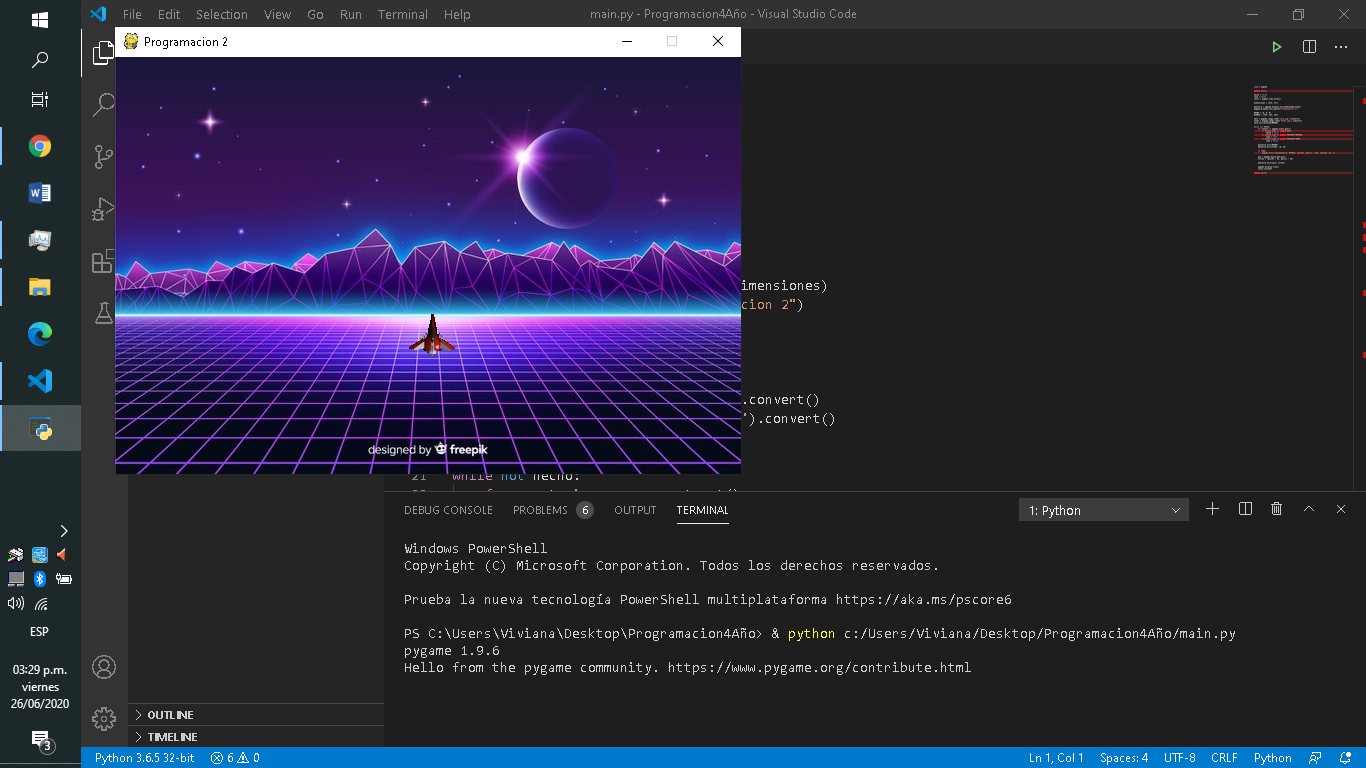 File Edit Selection View Go Run Terminal Help
main.py - Programacion4Año - Visual Studio Code
Programacion 2
imensiones)
cion 2")
.convert()
").convert()
designed by freepik
21 while not hecho:
DEBUG CONSOLE PROBLEMS 6 OUTPUT TERMINAL
1: Python
Windows PowerShell
Copyright (C) Microsoft Corporation. Todos los derechos reservados.
Prueba la nueva tecnología PowerShell multiplataforma https://aka.ms/pscore6
PS C:\Users\Viviana\Desktop\Programacion4Año> & python c:/Users/Viviana/Desktop/Programacion4Año/main.py
pygame 1.9.6
Hello from the pygame community. https://www.pygame.org/contribute.html
ESP
03:29 p.m.
viernes
26/06/2020
3
OUTLINE
TIMELINE
Python 3.6.5 32-bit 6 0
Ln 1, Col 1 Spaces: 4 UTF-8 CRLF Python